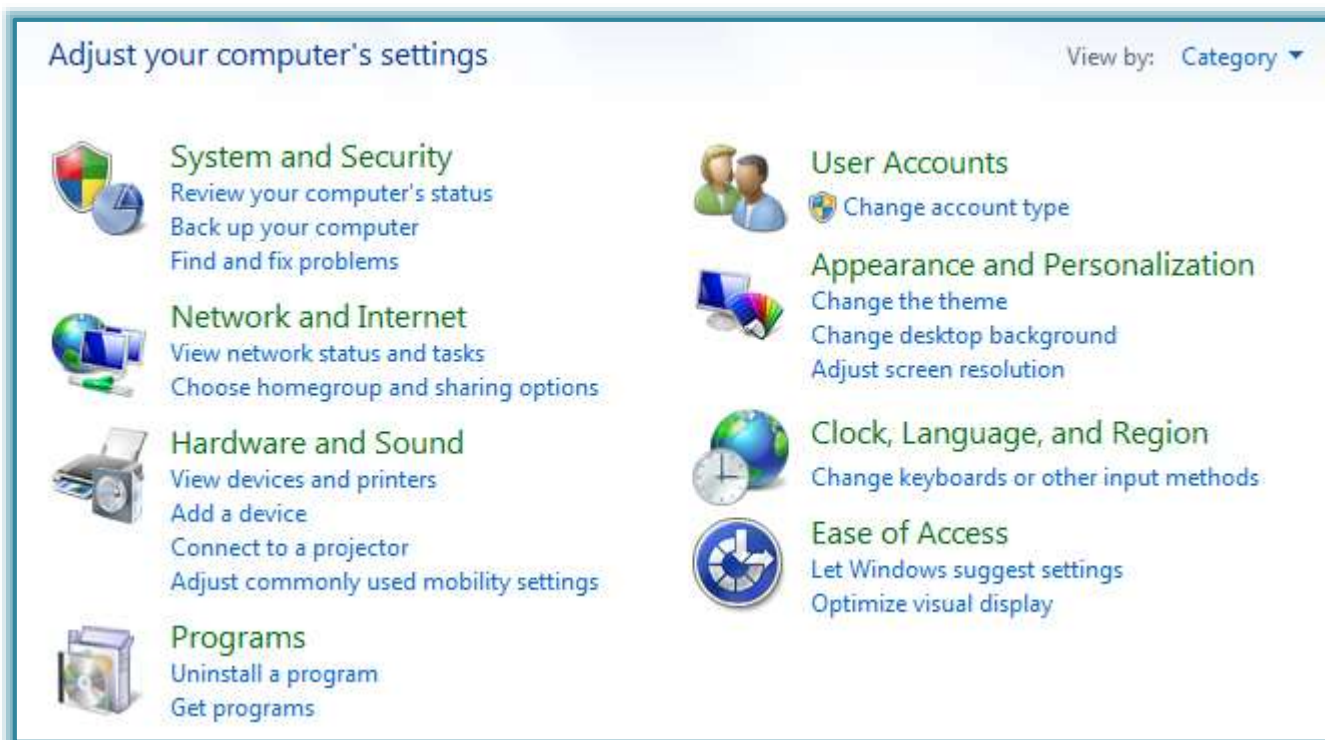 Adjust your computer's settings
View by: Category
System and Security
Review your computer's status
Back up your computer
Find and fix problems
Network and Internet
View network status and tasks
Choose homegroup and sharing options
Hardware and Sound
View devices and printers
Add a device
Connect to a projector
Adjust commonly used mobility settings
Programs
Uninstall a program
Get programs
User Accounts
Change account type
Appearance and Personalization
Change the theme
Change desktop background
Adjust screen resolution
Clock, Language, and Region
Change keyboards or other input methods
Ease of Access
Let Windows suggest settings
Optimize visual display